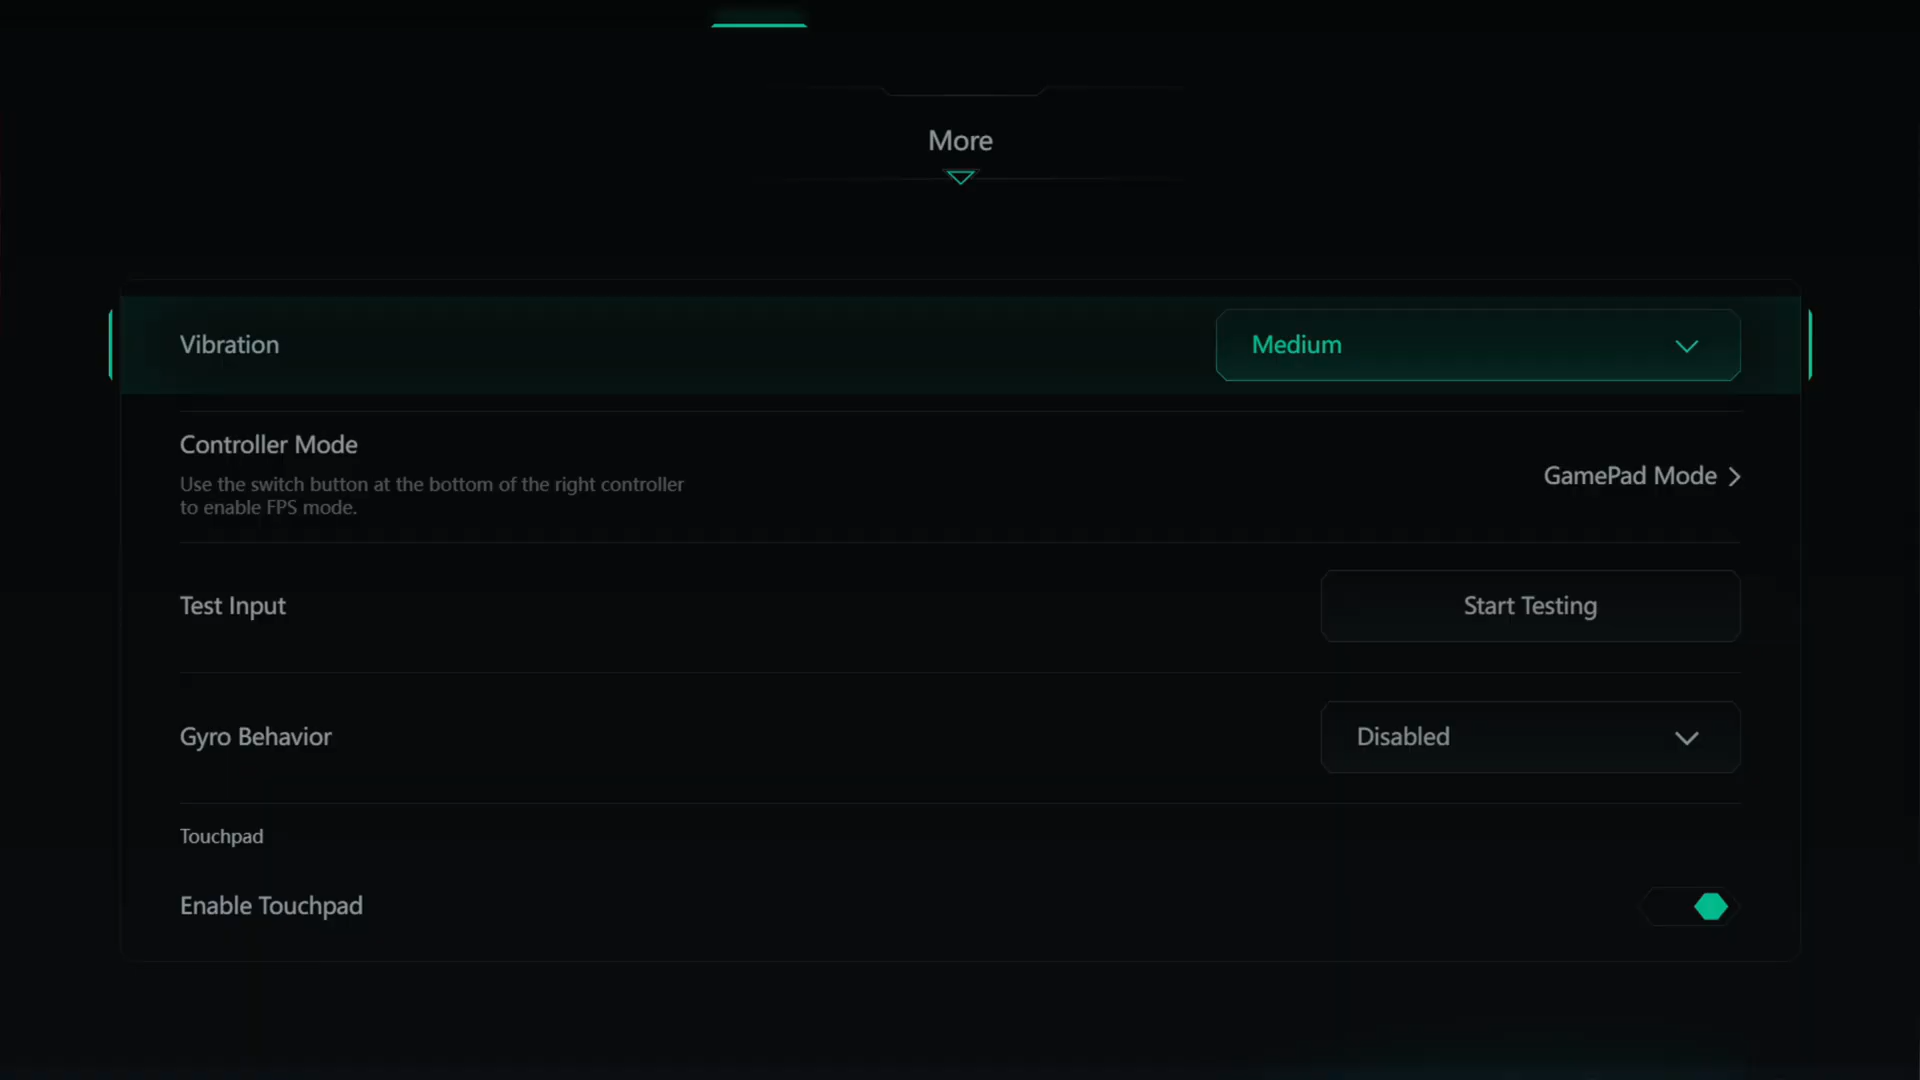 More
Vibration
Medium
Controller Mode
Use the switch button at the bottom of the right controller
to enable FPS mode.
GamePad Mode
Test Input
Start Testing
Gyro Behavior
Disabled
Touchpad
Enable Touchpad